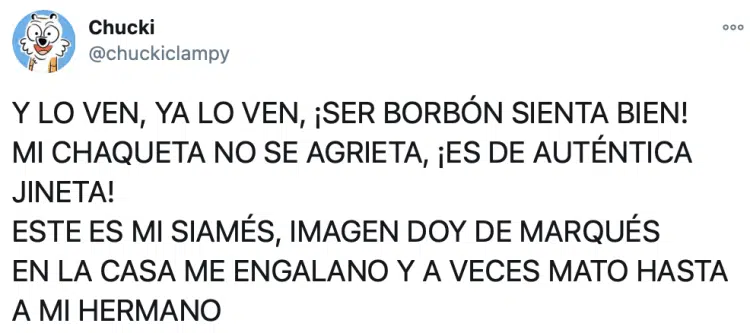 Chucki
@chuckiclampy
Y LO VEN, YA LO VEN, ¡SER BORBÓN SIENTA BIEN!
MI CHAQUETA NO SE AGRIETA, ¡ES DE AUTÉNTICA
JINETA!
ESTE ES MI SIAMÉS, IMAGEN DOY DE MARQUÉS
EN LA CASA ME ENGALANO Y A VECES MATO HASTA
A MI HERMANO